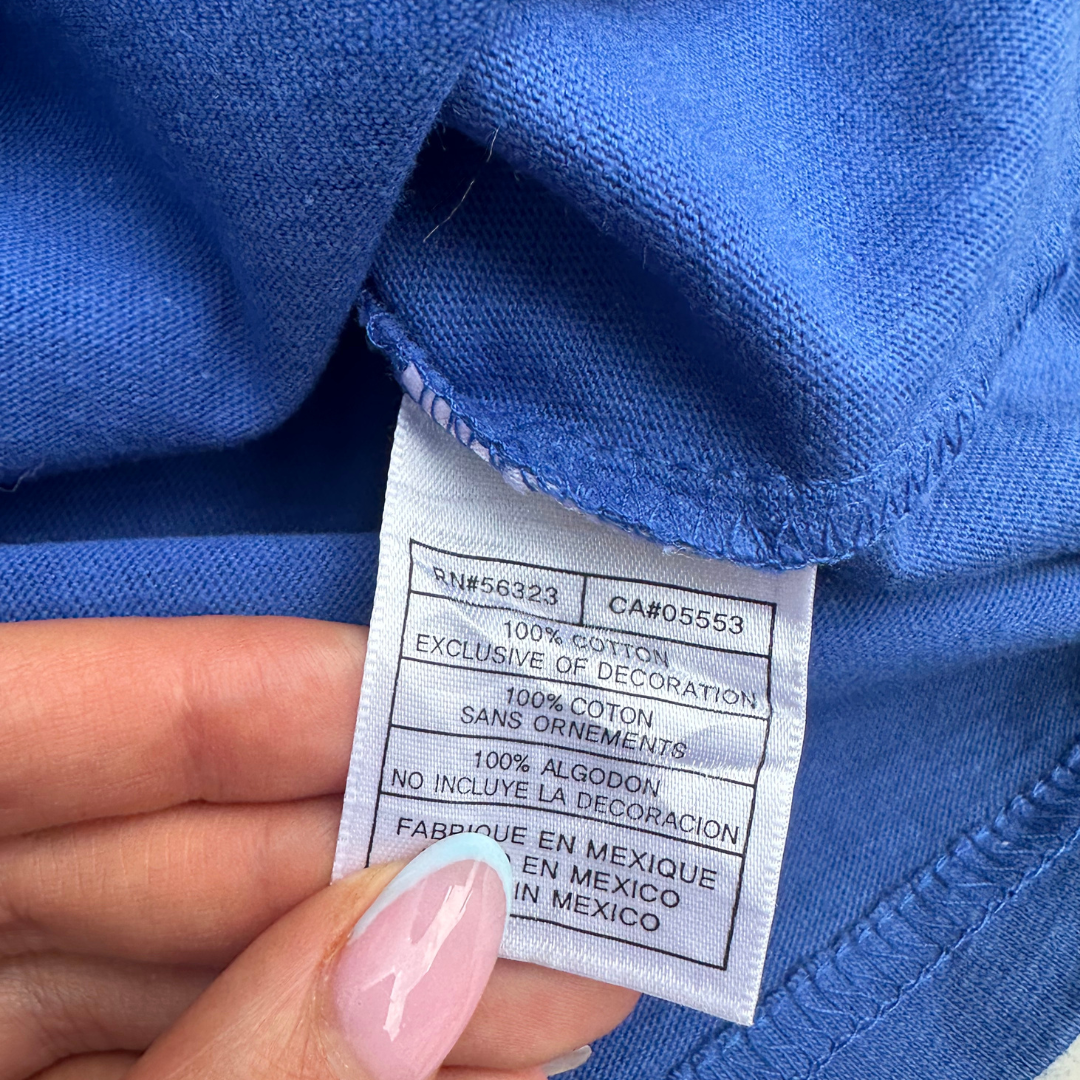 RN#56323 CA#05553
100% COTTON
EXCLUSIVE OF DECORATION
100% COTON
SANS ORNEMENTS
100% ALGODON
NO INCLUYE LA DECORACION
FABRIQUE EN MEXIQUE
EN MEXICO
IN MEXICO